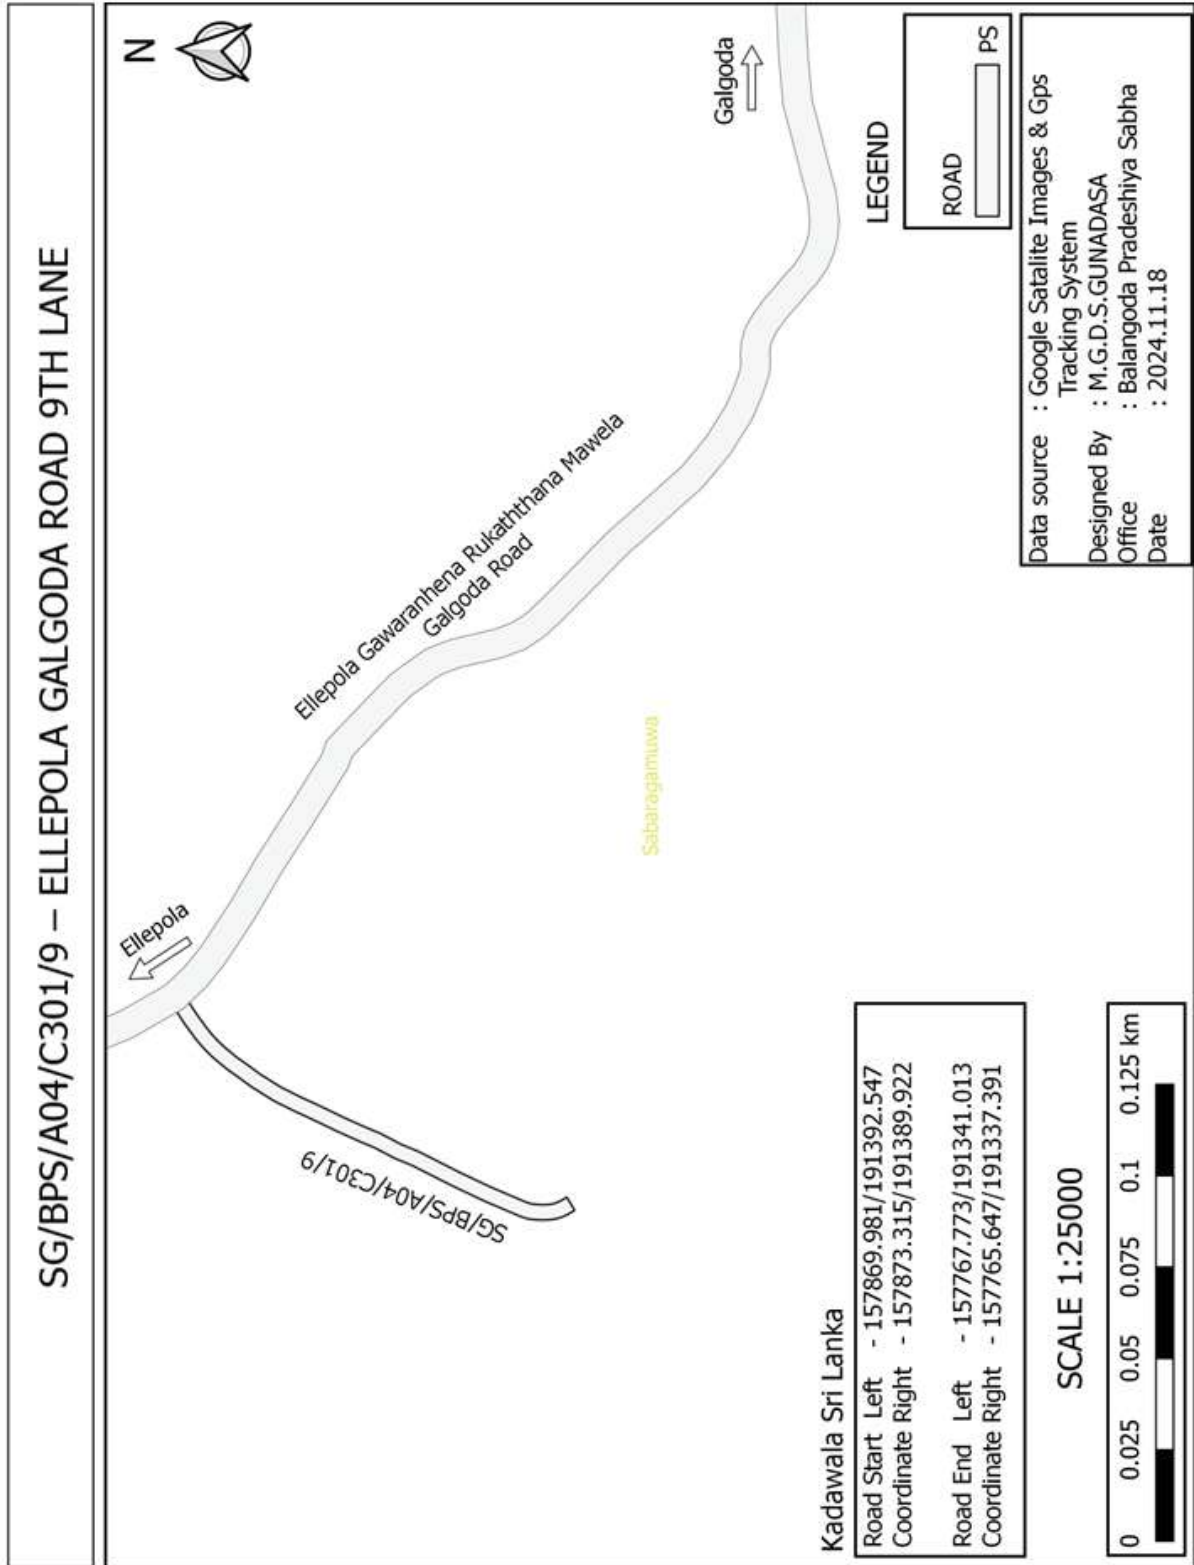 SG/BPS/A04/C301/9 – ELLEPOLA GALGODA ROAD 9TH LANE
N
Ellepola
Ellepola Gawaranhena Rukaththana Mawela
Galgoda Road
Galgoda
SG/BPS/A04/C301/9
Sabaragamuwa
Kadawala Sri Lanka
Road Start Left - 157869.981/191392.547
Coordinate Right - 157873.315/191389.922
Road End Left - 157767.773/191341.013
Coordinate Right - 157765.647/191337.391
SCALE 1:25000
0 0.025 0.05 0.075 0.1 0.125 km
LEGEND
ROAD
PS
Data source : Google Satalite Images & Gps
Tracking System
Designed By : M.G.D.S.GUNADASA
Office : Balangoda Pradeshiya Sabha
Date : 2024.11.18